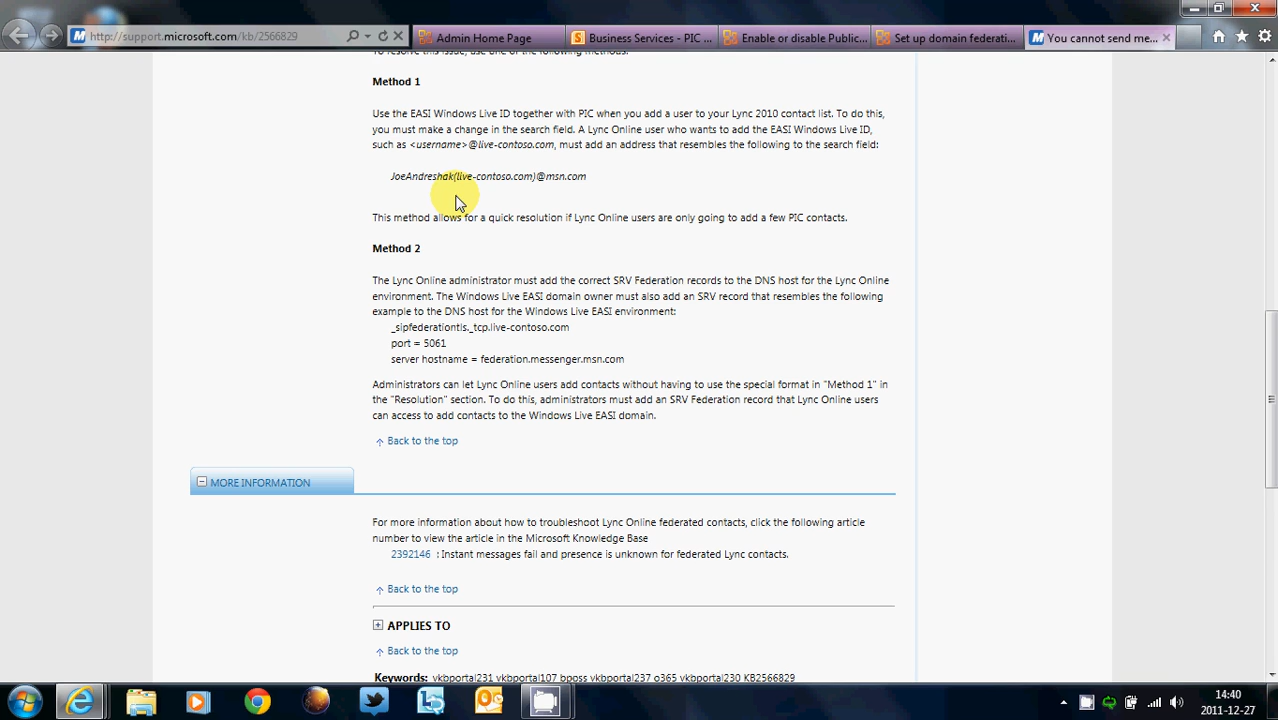 http://support.microsoft.com/kb/2566829
Admin Home Page
Business Services - PIC ...
Enable or disable Public...
Set up domain federati...
You cannot send me...
To resolve this issue, use one of the following methods:
Method 1
Use the EASI Windows Live ID together with PIC when you add a user to your Lync 2010 contact list. To do this,
you must make a change in the search field. A Lync Online user who wants to add the EASI Windows Live ID,
such as <username>@live-contoso.com, must add an address that resembles the following to the search field:
JoeAndreshak(live-contoso.com)@msn.com
This method allows for a quick resolution if Lync Online users are only going to add a few PIC contacts.
Method 2
The Lync Online administrator must add the correct SRV Federation records to the DNS host for the Lync Online
environment. The Windows Live EASI domain owner must also add an SRV record that resembles the following
example to the DNS host for the Windows Live EASI environment:
_sipfederationtls._tcp.live-contoso.com
port = 5061
server hostname = federation.messenger.msn.com
Administrators can let Lync Online users add contacts without having to use the special format in "Method 1" in
the "Resolution" section. To do this, administrators must add an SRV Federation record that Lync Online users
can access to add contacts to the Windows Live EASI domain.
Back to the top
MORE INFORMATION
For more information about how to troubleshoot Lync Online federated contacts, click the following article
number to view the article in the Microsoft Knowledge Base
2392146 : Instant messages fail and presence is unknown for federated Lync contacts.
Back to the top
APPLIES TO
Back to the top
Keywords: vkbportal231 vkbportal107 bposs vkbportal237 o365 vkbportal230 KB2566829
14:40
2011-12-27